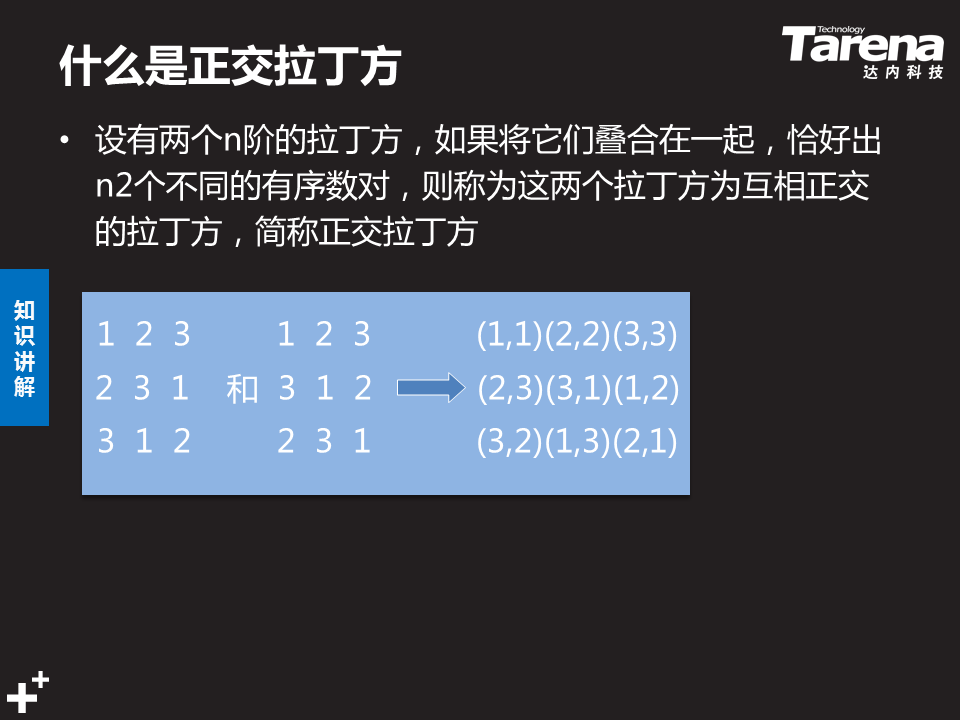 什么是正交拉丁方
Technology
Tarena
达内科技
• 设有两个n阶的拉丁方，如果将它们叠合在一起，恰好出
n2个不同的有序数对，则称为这两个拉丁方为互相正交
的拉丁方，简称正交拉丁方
知识讲解
1 2 3 1 2 3 (1,1)(2,2)(3,3)
2 3 1 和 3 1 2 (2,3)(3,1)(1,2)
3 1 2 2 3 1 (3,2)(1,3)(2,1)